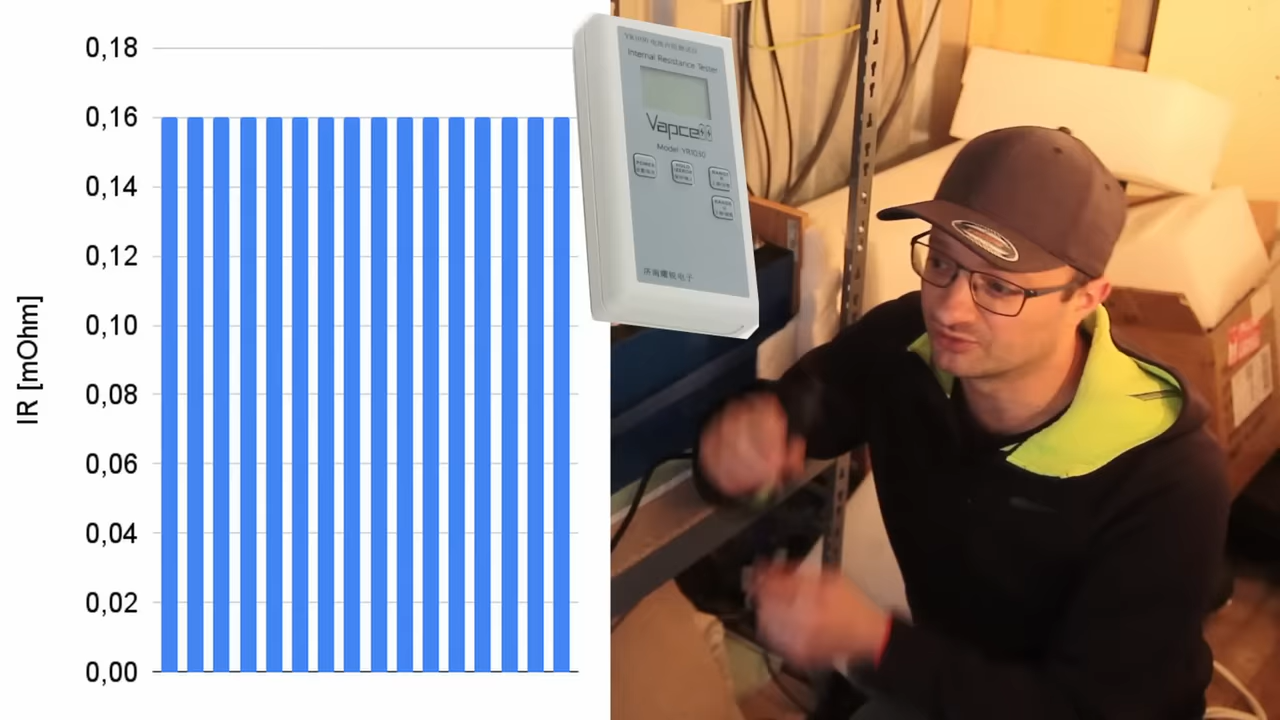 0,18
0,16
0,14
0,12
0,10
0,08
0,06
0,04
0,02
0,00
IR [mOhm]
Internal Resistance Tester
Vapcell
Model: YR1030